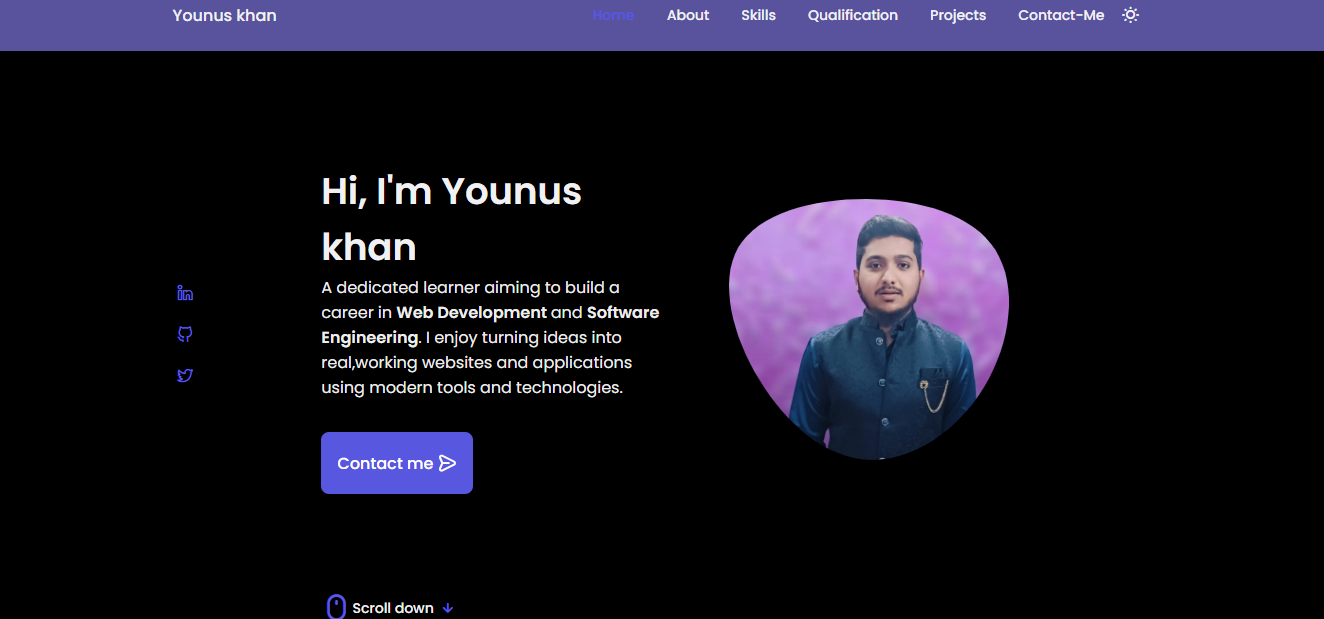 Younus khan
Home About Skills Qualification Projects Contact-Me
Hi, I'm Younus
khan
A dedicated learner aiming to build a
career in Web Development and Software
Engineering. I enjoy turning ideas into
real,working websites and applications
using modern tools and technologies.
Contact me
Scroll down